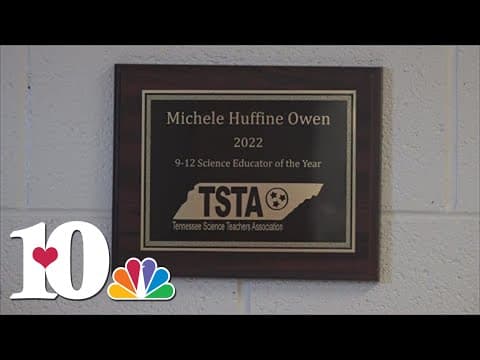 Michele Huffine Owen
2022
9-12 Science Educator of the Year
TSTA
Tennessee Science Teachers Association
10